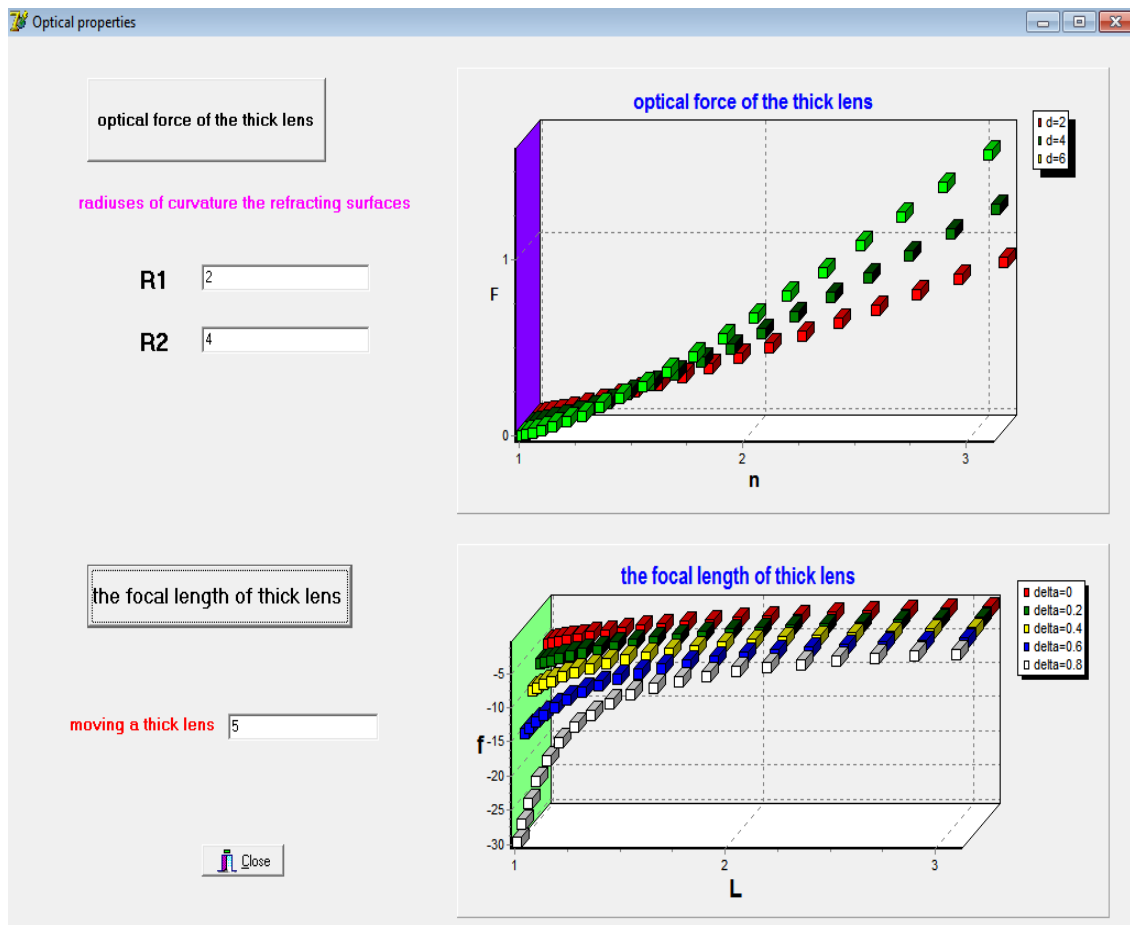 Optical properties
optical force of the thick lens
radiuses of curvature the refracting surfaces
R1
2
R2
4
optical force of the thick lens
d=2
d=4
d=6
1
F
0
1
2
3
n
the focal length of thick lens
moving a thick lens
5
Close
the focal length of thick lens
delta=0
delta=0.2
delta=0.4
delta=0.6
delta=0.8
-5
-10
-15
f
-20
-25
-30
1
2
3
L